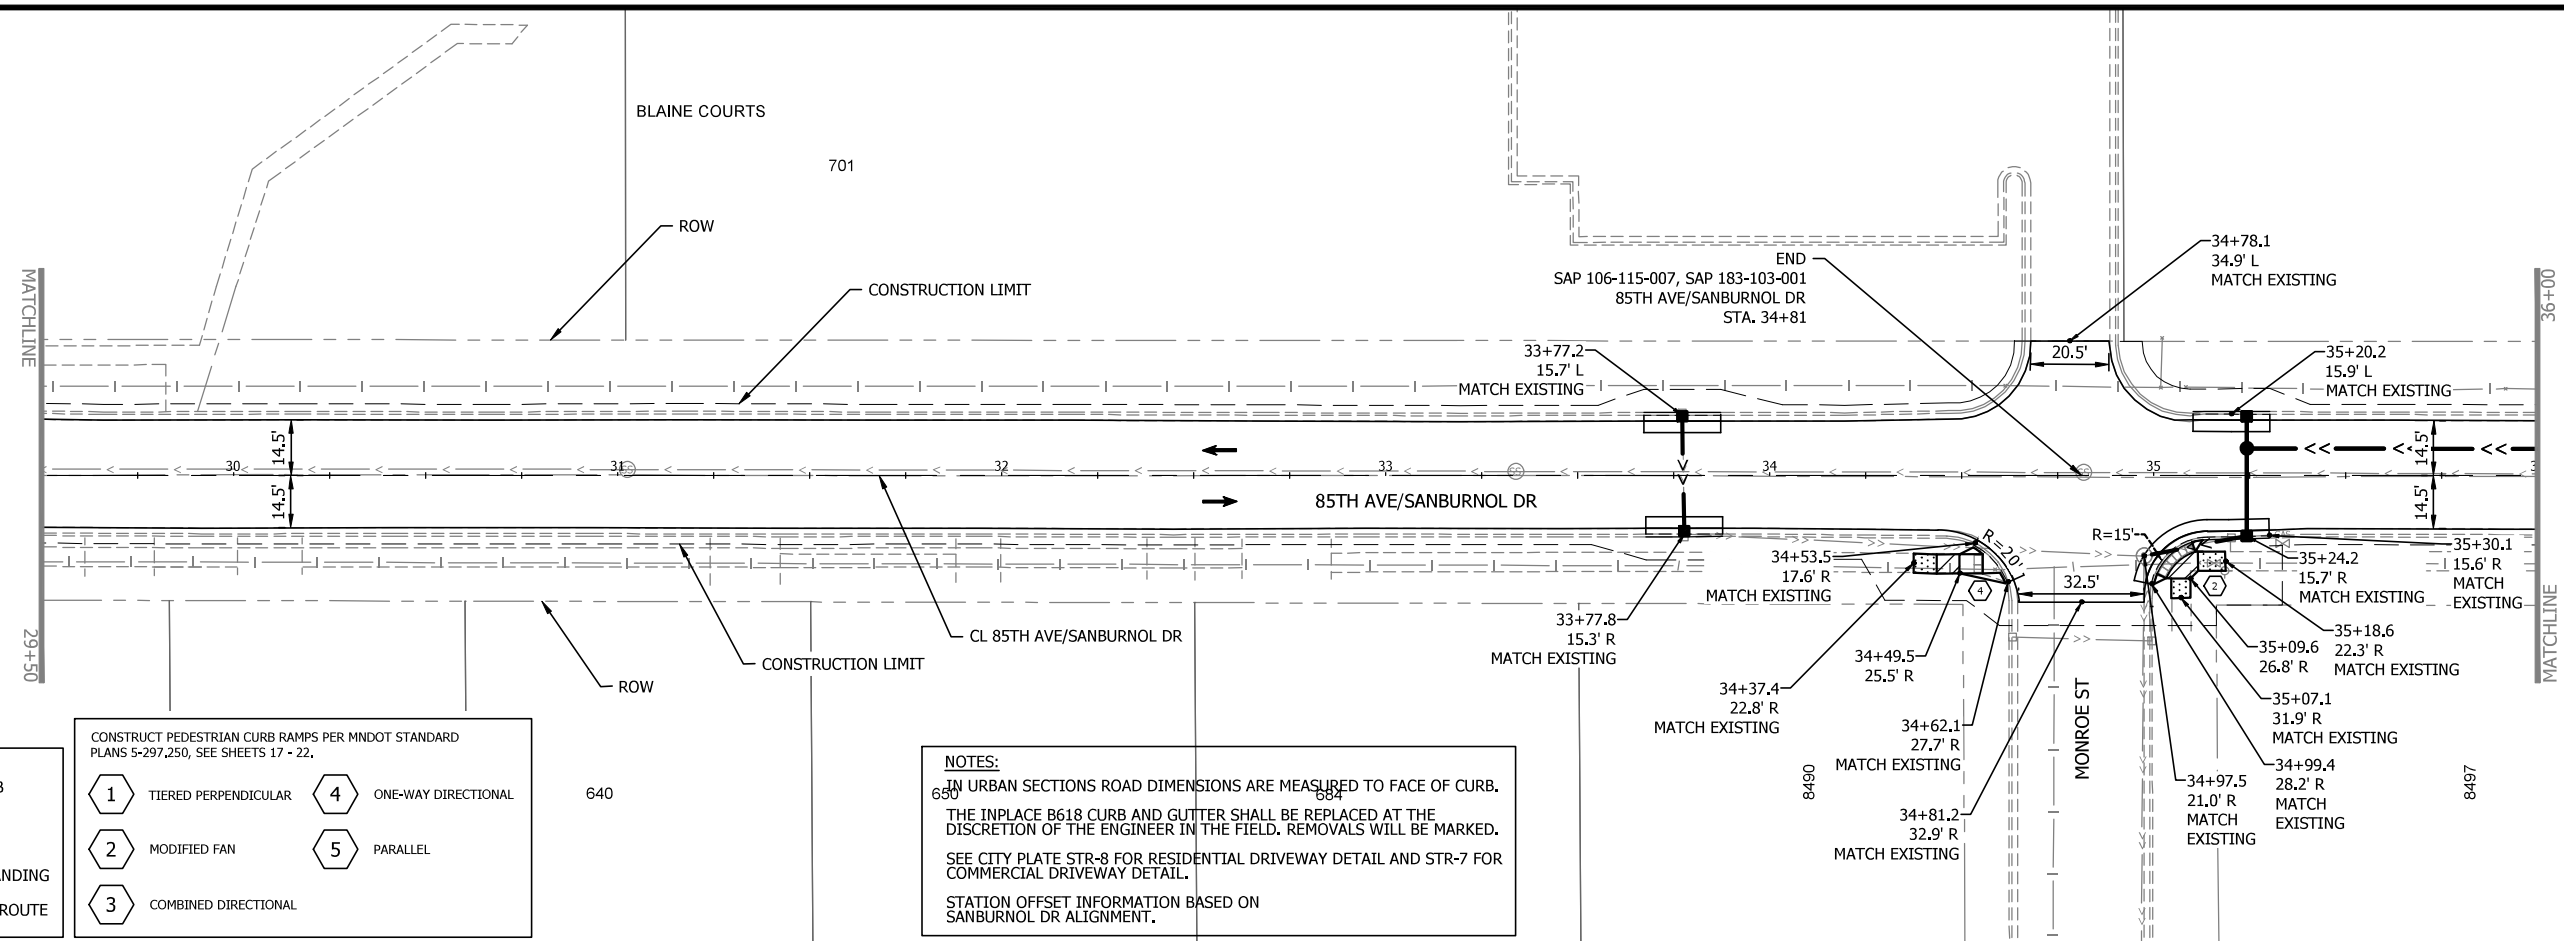 BLAINE COURTS
701
ROW
CONSTRUCTION LIMIT
MATCHLINE
29+50
END
SAP 106-115-007, SAP 183-103-001
85TH AVE/SANBURNOL DR
STA. 34+81
34+78.1
34.9' L
MATCH EXISTING
36+00
MATCHLINE
33+77.2
15.7' L
MATCH EXISTING
20.5'
35+20.2
15.9' L
MATCH EXISTING
14.5'
14.5'
30
31
32
33
34
35
14.5'
14.5'
85TH AVE/SANBURNOL DR
R=20'
R=15'
32.5'
34+53.5
17.6' R
MATCH EXISTING
4
2
35+30.1
15.6' R
MATCH
EXISTING
35+24.2
15.7' R
MATCH EXISTING
33+77.8
15.3' R
MATCH EXISTING
CL 85TH AVE/SANBURNOL DR
CONSTRUCTION LIMIT
ROW
35+18.6
22.3' R
MATCH EXISTING
35+09.6
26.8' R
34+49.5
25.5' R
34+37.4
22.8' R
MATCH EXISTING
35+07.1
31.9' R
MATCH EXISTING
34+62.1
27.7' R
MATCH EXISTING
34+99.4
28.2' R
MATCH
EXISTING
34+97.5
21.0' R
MATCH
EXISTING
34+81.2
32.9' R
MATCH EXISTING
MONROE ST
8490
8497
640
650
684
CONSTRUCT PEDESTRIAN CURB RAMPS PER MNDOT STANDARD
PLANS 5-297.250, SEE SHEETS 17 - 22.
1 TIERED PERPENDICULAR
4 ONE-WAY DIRECTIONAL
2 MODIFIED FAN
5 PARALLEL
3 COMBINED DIRECTIONAL
ROUTE
NOTES:
IN URBAN SECTIONS ROAD DIMENSIONS ARE MEASURED TO FACE OF CURB.
THE INPLACE B618 CURB AND GUTTER SHALL BE REPLACED AT THE
DISCRETION OF THE ENGINEER IN THE FIELD. REMOVALS WILL BE MARKED.
SEE CITY PLATE STR-8 FOR RESIDENTIAL DRIVEWAY DETAIL AND STR-7 FOR
COMMERCIAL DRIVEWAY DETAIL.
STATION OFFSET INFORMATION BASED ON
SANBURNOL DR ALIGNMENT.